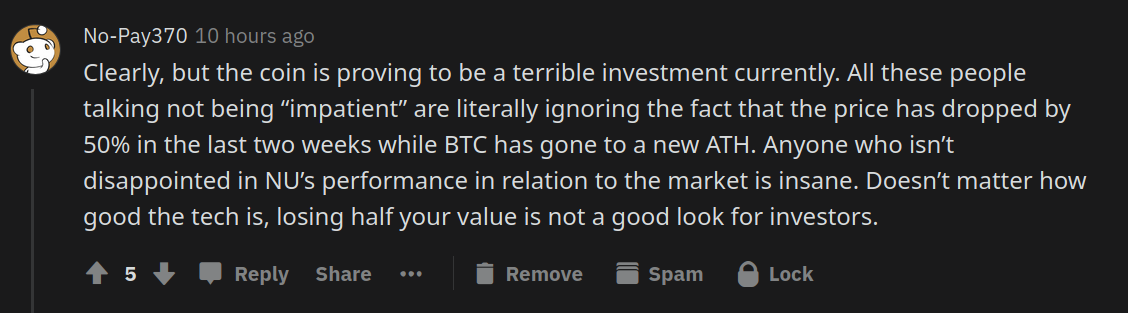 No-Pay370 10 hours ago
Clearly, but the coin is proving to be a terrible investment currently. All these people
talking not being “impatient” are literally ignoring the fact that the price has dropped by
50% in the last two weeks while BTC has gone to a new ATH. Anyone who isn’t
disappointed in NU’s performance in relation to the market is insane. Doesn’t matter how
good the tech is, losing half your value is not a good look for investors.
5 Reply Share ••• Remove Spam Lock